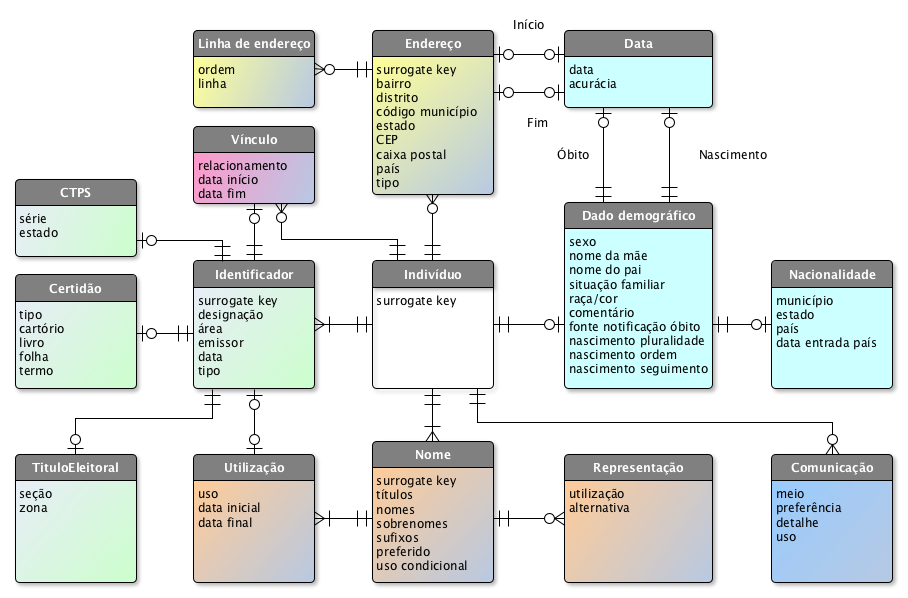 Início
Linha de endereço
ordem
linha
Endereço
surrogate key
bairro
distrito
código município
estado
CEP
caixa postal
país
tipo
Data
data
acurácia
Fim
Óbito
Nascimento
Vínculo
relacionamento
data início
data fim
CTPS
série
estado
Dado demográfico
sexo
nome da mãe
nome do pai
situação familiar
raça/cor
comentário
fonte notificação óbito
nascimento pluralidade
nascimento ordem
nascimento seguimento
Certidão
tipo
cartório
livro
folha
termo
Identificador
surrogate key
designação
área
emissor
data
tipo
Indivíduo
surrogate key
Nacionalidade
município
estado
país
data entrada país
TituloEleitoral
seção
zona
Utilização
uso
data inicial
data final
Nome
surrogate key
títulos
nomes
sobrenomes
sufixos
preferido
uso condicional
Representação
utilização
alternativa
Comunicação
meio
preferência
detalhe
uso